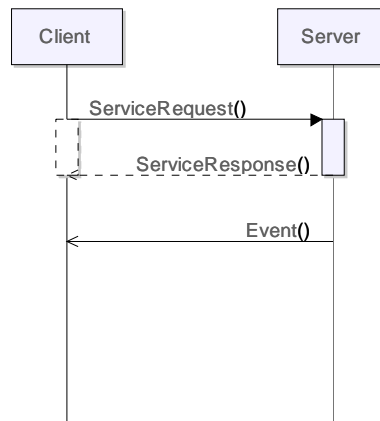 Client
Server
ServiceRequest()
ServiceResponse()
Event()